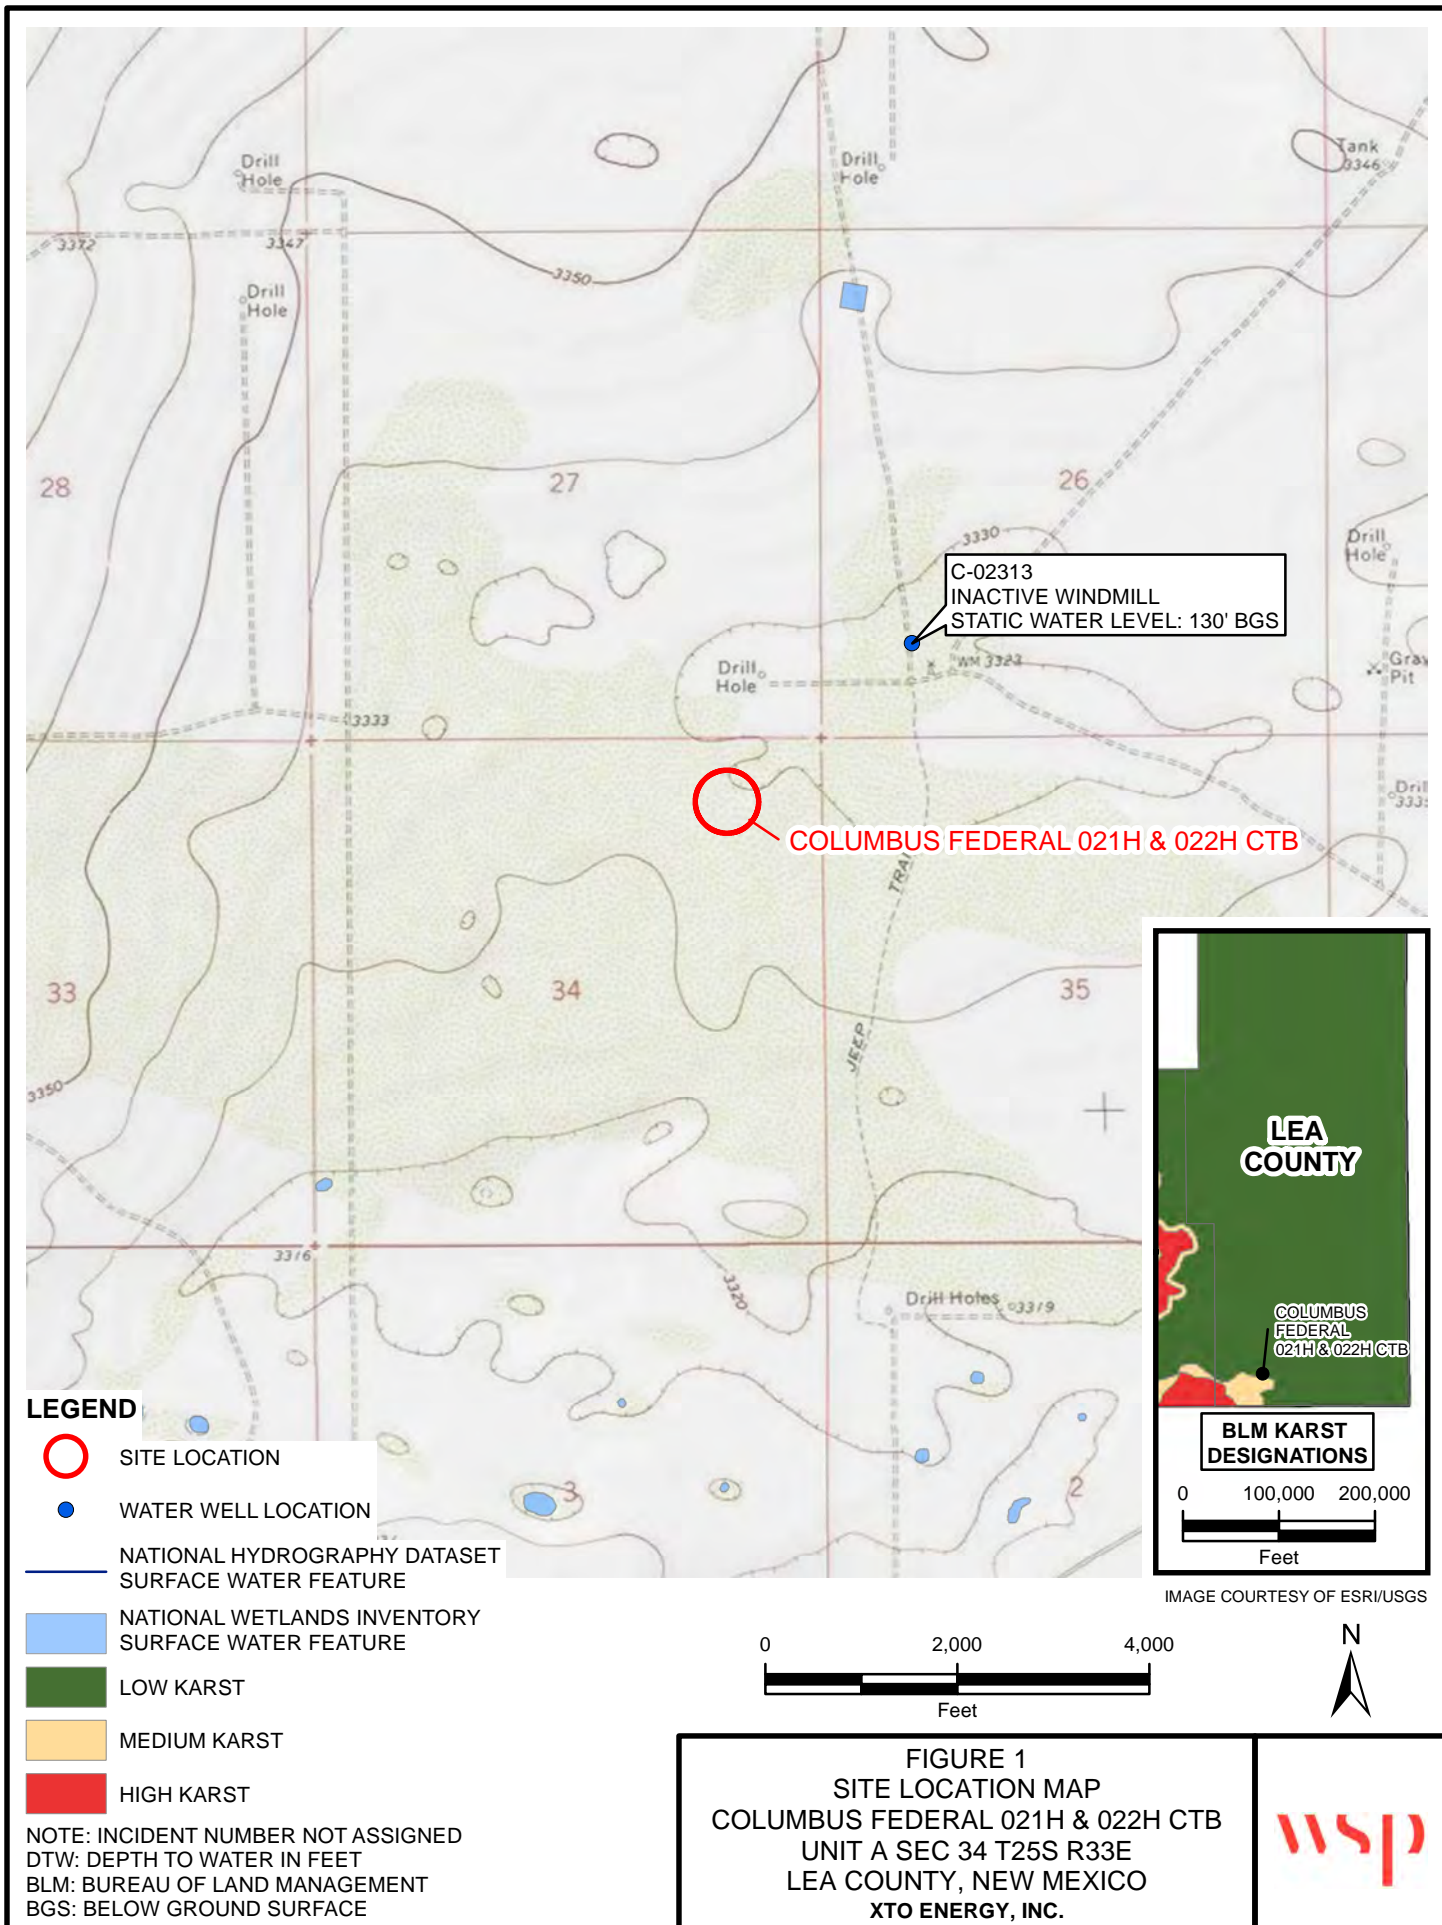 Drill
Hole
Drill
Hole
Tank
3346
3372
3347
3350
Drill
Hole
28
27
26
3330
Drill
Hole
C-02313
INACTIVE WINDMILL
STATIC WATER LEVEL: 130' BGS
WM 3323
Drill
Hole
Grav
Pit
3333
Drill
COLUMBUS FEDERAL 021H & 022H CTB
TRAI
33
34
35
JEEP
3350
3316
3320
Drill Holes
3319
3
2
LEA
COUNTY
COLUMBUS
FEDERAL
021H & 022H CTB
BLM KARST
DESIGNATIONS
0 100,000 200,000
Feet
IMAGE COURTESY OF ESRI/USGS
LEGEND
SITE LOCATION
WATER WELL LOCATION
NATIONAL HYDROGRAPHY DATASET
SURFACE WATER FEATURE
NATIONAL WETLANDS INVENTORY
SURFACE WATER FEATURE
LOW KARST
MEDIUM KARST
HIGH KARST
NOTE: INCIDENT NUMBER NOT ASSIGNED
DTW: DEPTH TO WATER IN FEET
BLM: BUREAU OF LAND MANAGEMENT
BGS: BELOW GROUND SURFACE
0 2,000 4,000
Feet
N
FIGURE 1
SITE LOCATION MAP
COLUMBUS FEDERAL 021H & 022H CTB
UNIT A SEC 34 T25S R33E
LEA COUNTY, NEW MEXICO
XTO ENERGY, INC.
wsp